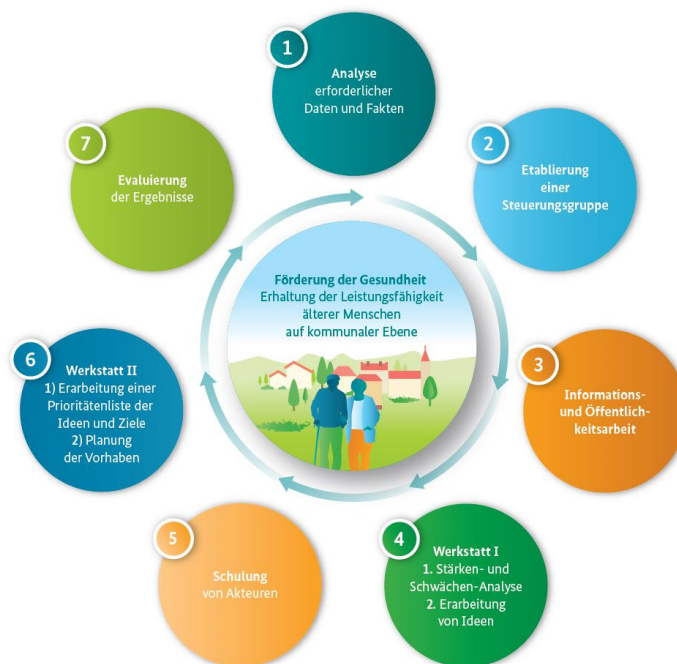 1
Analyse
erforderlicher
Daten und Fakten
2
Etablierung
einer
Steuerungsgruppe
3
Informations-
und Öffentlich-
keitsarbeit
4
Werkstatt I
1. Stärken- und
Schwächen-Analyse
2. Erarbeitung
von Ideen
5
Schulung
von Akteuren
6
Werkstatt II
1) Erarbeitung einer
Prioritätenliste der
Ideen und Ziele
2) Planung
der Vorhaben
7
Evaluierung
der Ergebnisse
Förderung der Gesundheit
Erhaltung der Leistungsfähigkeit
älterer Menschen
auf kommunaler Ebene